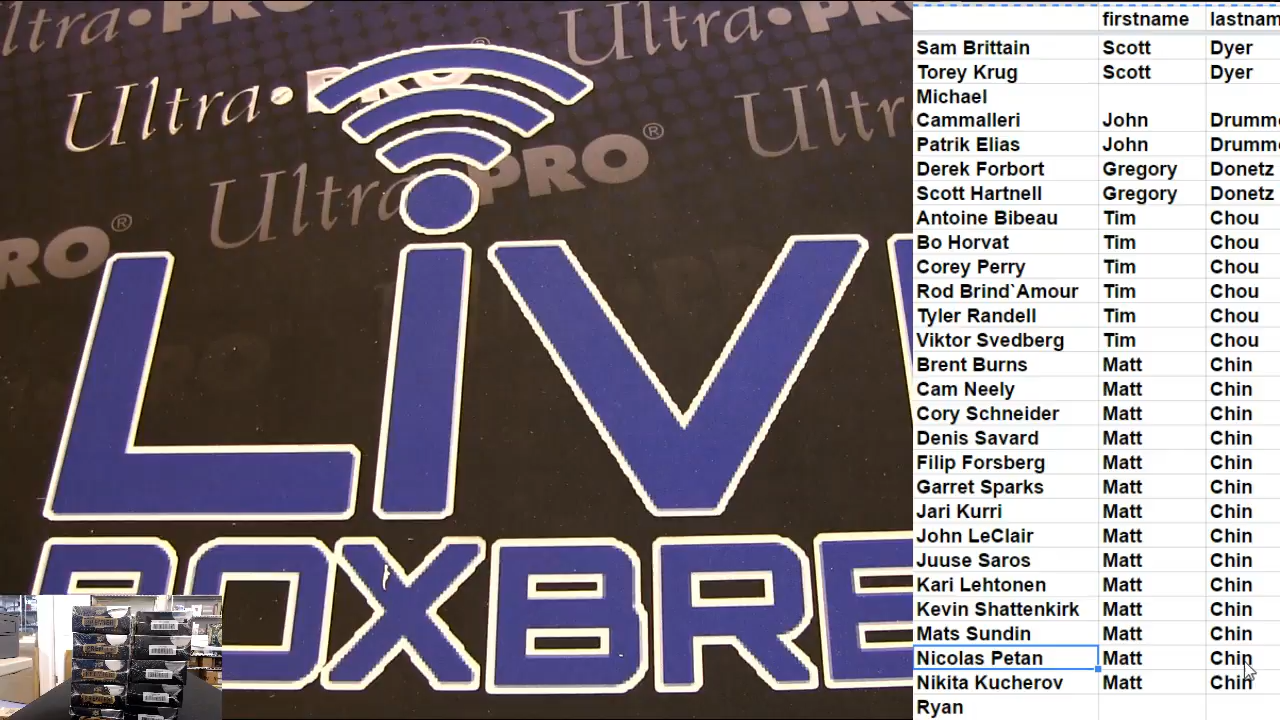 Ultra•PRO
Ultra•PRO
Ultra•PRO
Ultra
Ultra PRO®
PRO®
LIV
BOXBRE
firstname lastnam
Sam Brittain Scott Dyer
Torey Krug Scott Dyer
Michael
Cammalleri John Drumm
Patrik Elias John Drumm
Derek Forbort Gregory Donetz
Scott Hartnell Gregory Donetz
Antoine Bibeau Tim Chou
Bo Horvat Tim Chou
Corey Perry Tim Chou
Rod Brind`Amour Tim Chou
Tyler Randell Tim Chou
Viktor Svedberg Tim Chou
Brent Burns Matt Chin
Cam Neely Matt Chin
Cory Schneider Matt Chin
Denis Savard Matt Chin
Filip Forsberg Matt Chin
Garret Sparks Matt Chin
Jari Kurri Matt Chin
John LeClair Matt Chin
Juuse Saros Matt Chin
Kari Lehtonen Matt Chin
Kevin Shattenkirk Matt Chin
Mats Sundin Matt Chin
Nicolas Petan Matt Chin
Nikita Kucherov Matt Chin
Ryan